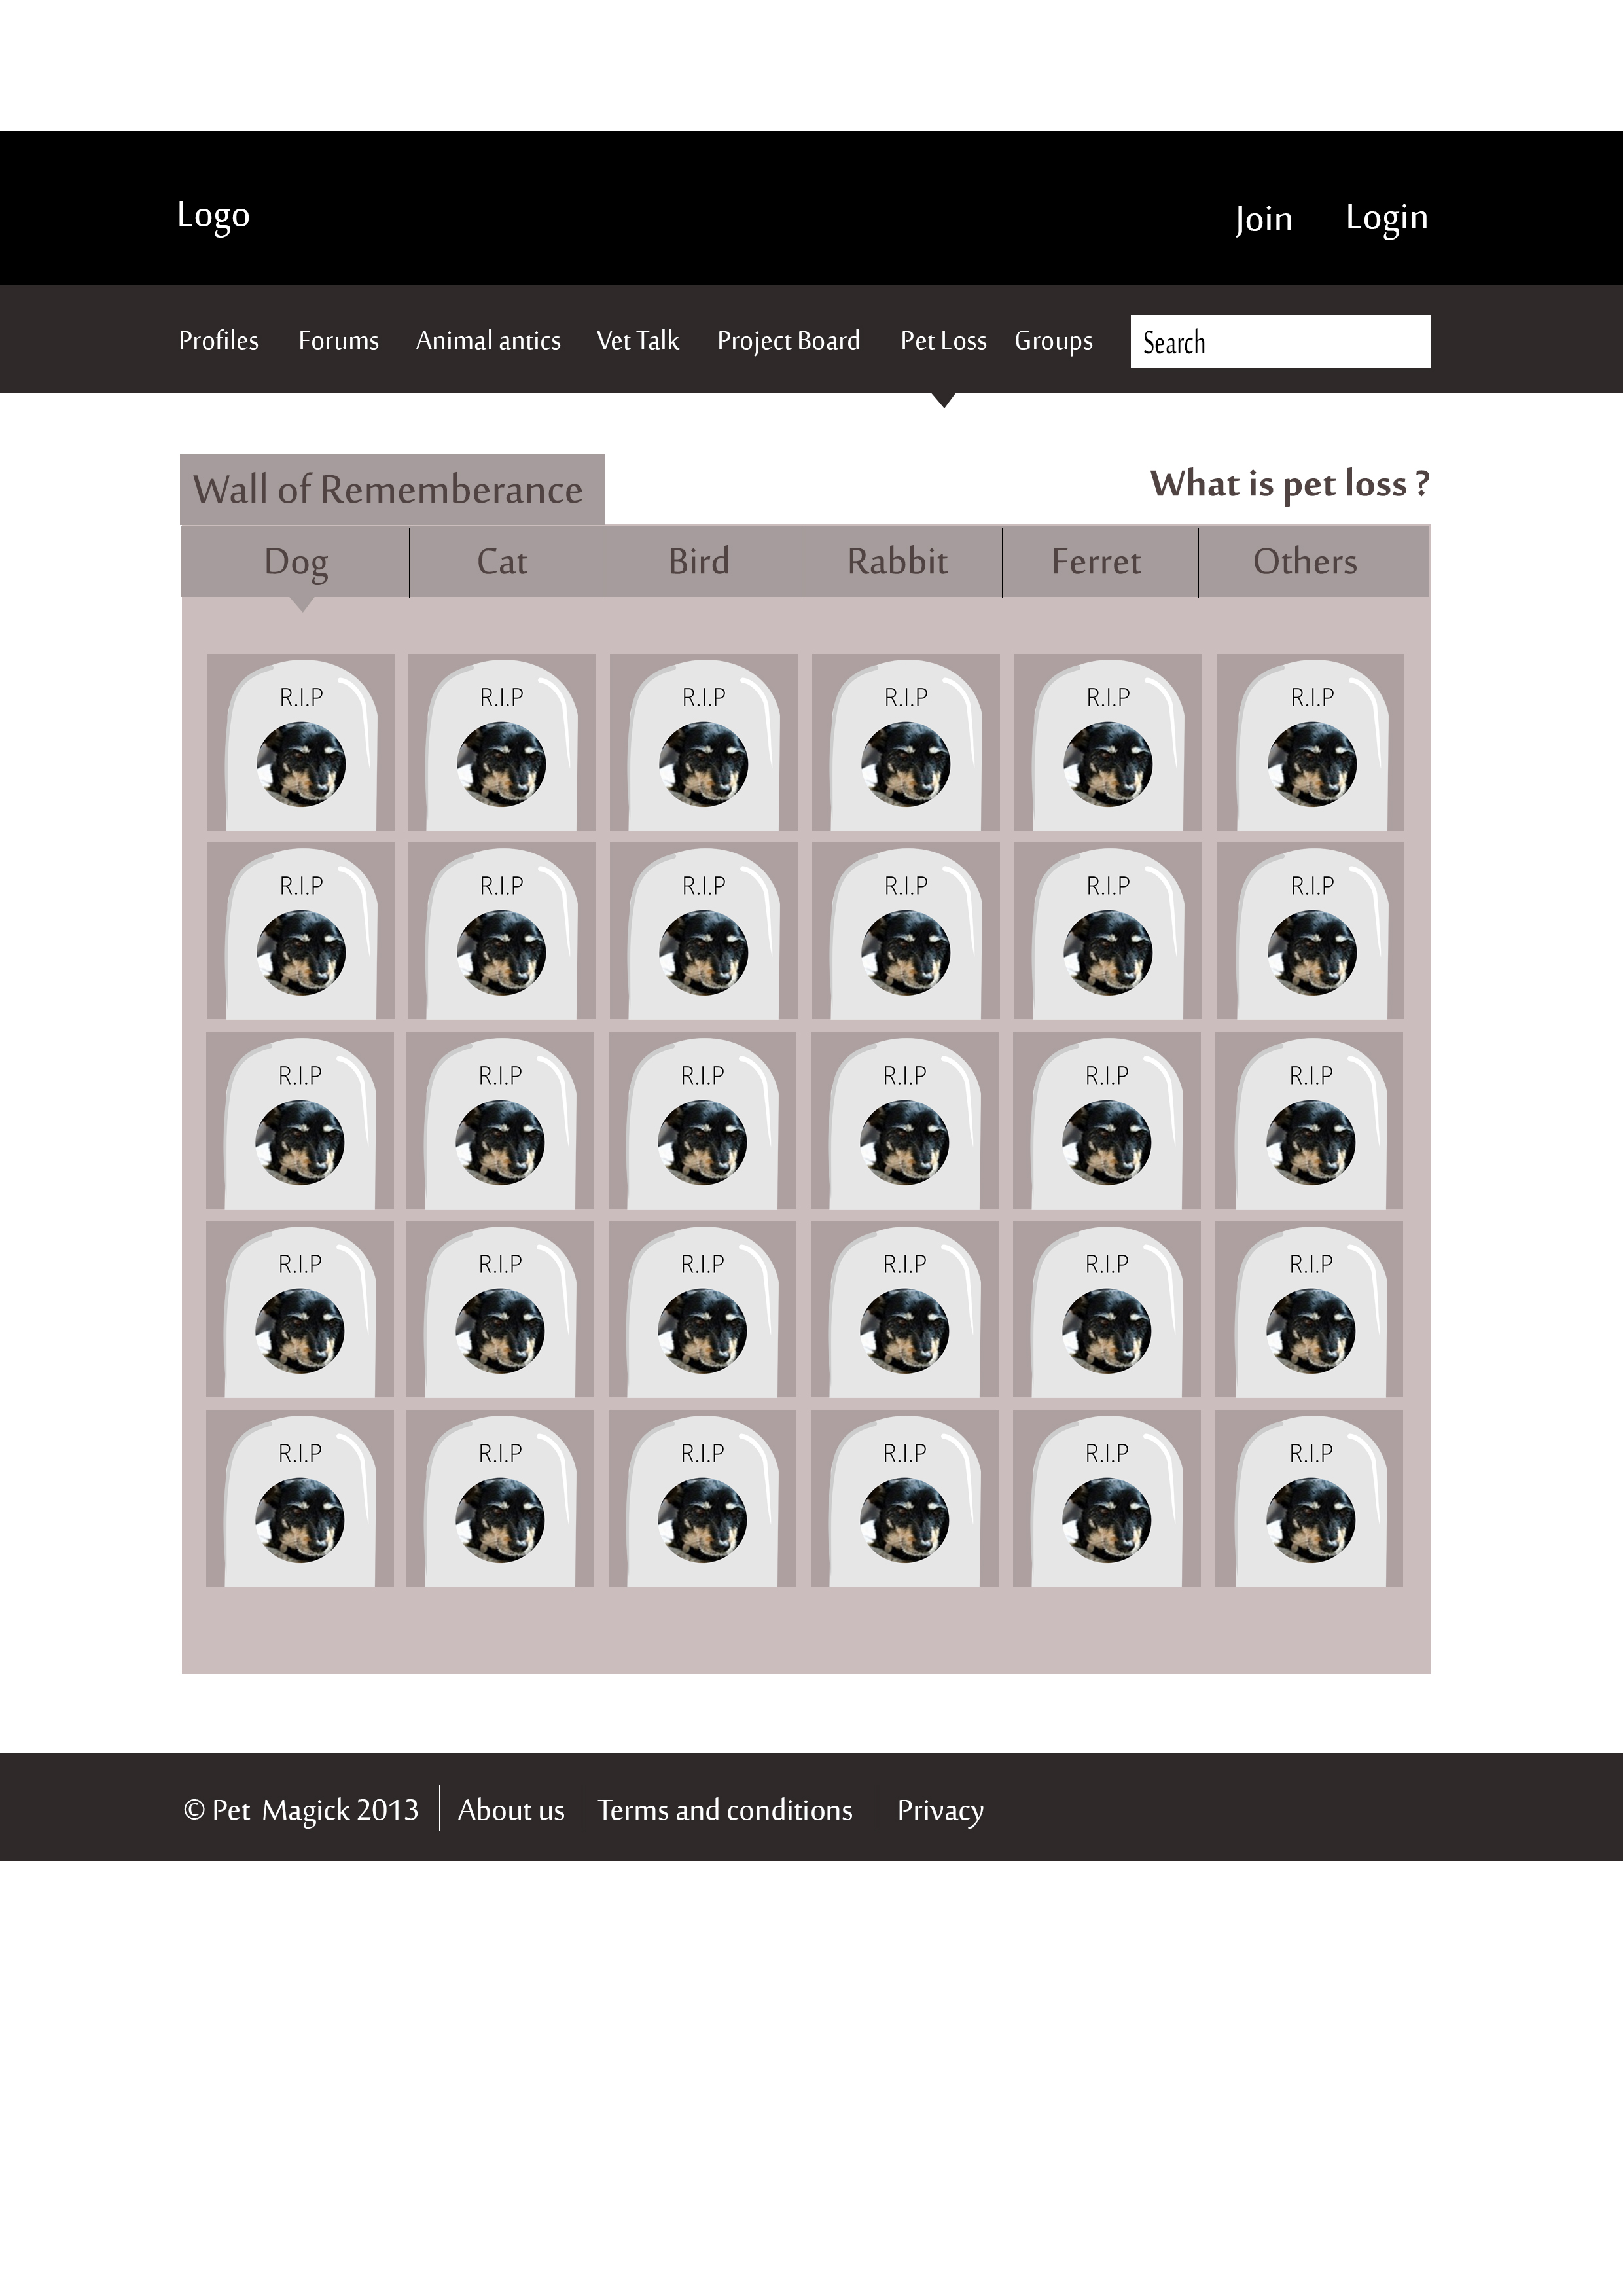 Logo
Join Login
Profiles Forums Animal antics Vet Talk Project Board Pet Loss Groups Search
Wall of Rememberance
What is pet loss ?
Dog Cat Bird Rabbit Ferret Others
R.I.P R.I.P R.I.P R.I.P R.I.P R.I.P
R.I.P R.I.P R.I.P R.I.P R.I.P R.I.P
R.I.P R.I.P R.I.P R.I.P R.I.P R.I.P
R.I.P R.I.P R.I.P R.I.P R.I.P R.I.P
R.I.P R.I.P R.I.P R.I.P R.I.P R.I.P
© Pet Magick 2013 About us Terms and conditions Privacy